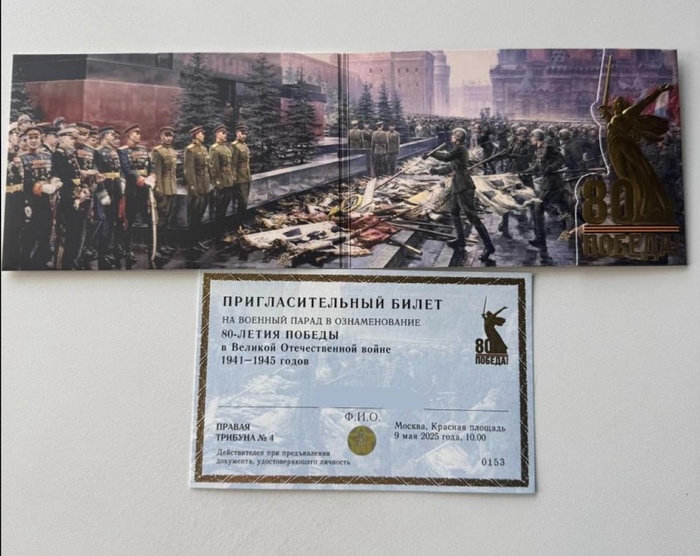 80
ПОБЕДА!
ПРИГЛАСИТЕЛЬНЫЙ БИЛЕТ
НА ВОЕННЫЙ ПАРАД В ОЗНАМЕНОВАНИЕ
80-ЛЕТИЯ ПОБЕДЫ
в Великой Отечественной войне
1941–1945 годов
80
ПОБЕДА!
Ф.И.О.
ПРАВАЯ
ТРИБУНА № 4
Москва, Красная площадь
9 мая 2025 года, 10.00
Действителен при предъявлении
документа, удостоверяющего личность
0153